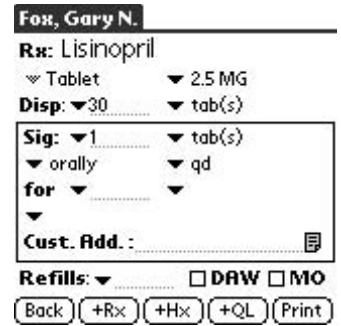 Fox, Gary N.
Rx: Lisinopril
Tablet 2.5 MG
Disp: 30 tab(s)
Sig: 1 tab(s)
orally qd
for
Cust. Add. :
Refills: DAW MO
Back +Rx +Hx +QL Print